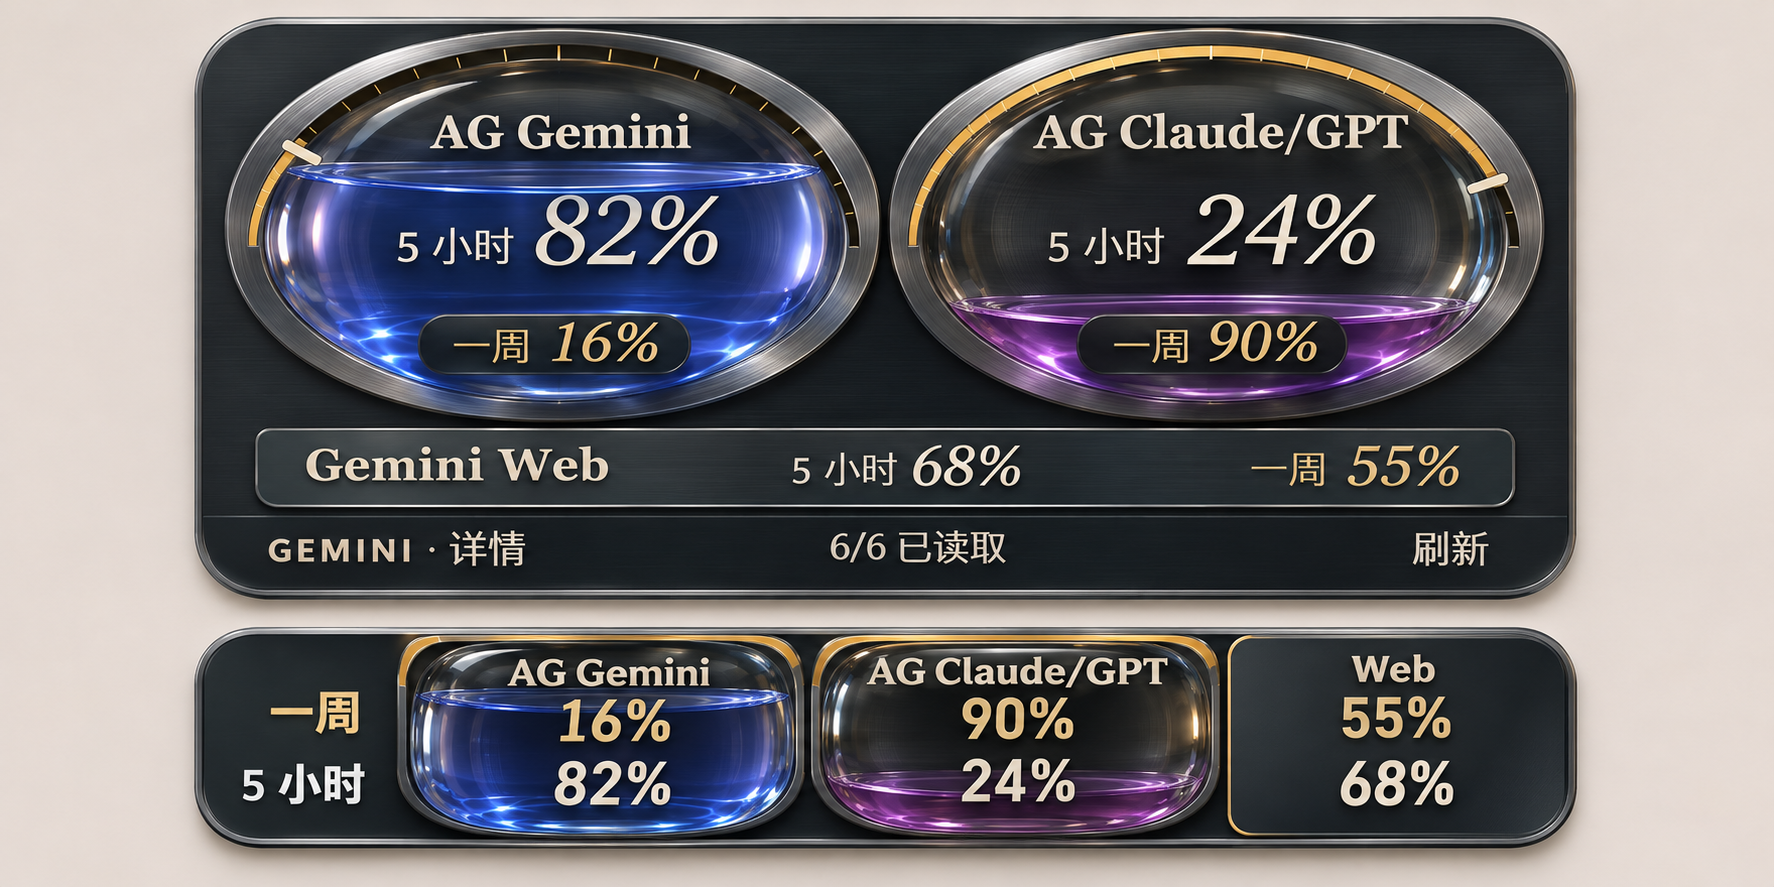 AG Gemini
5 小时 82%
一周 16%
AG Claude/GPT
5 小时 24%
一周 90%
Gemini Web 5 小时 68% 一周 55%
GEMINI · 详情 6/6 已读取 刷新
一周
5 小时
AG Gemini
16%
82%
AG Claude/GPT
90%
24%
Web
55%
68%